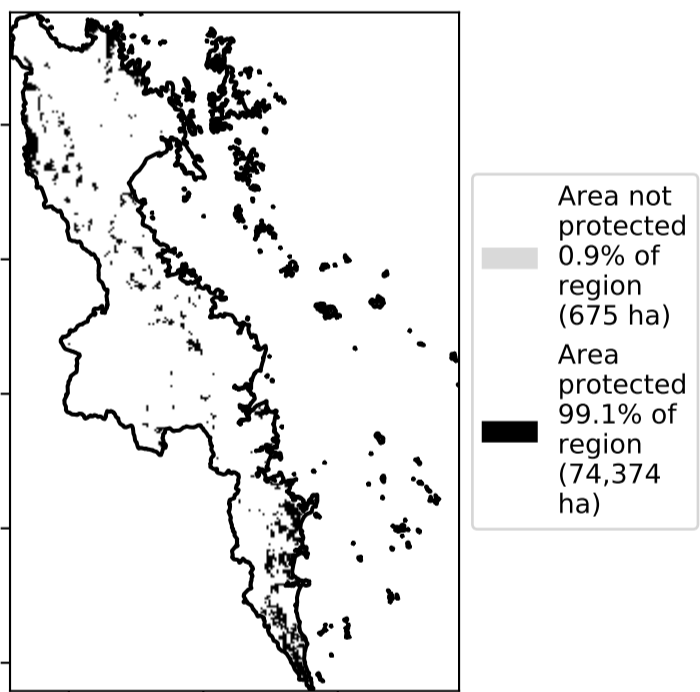 Area not
protected
0.9% of
region
(675 ha)
Area
protected
99.1% of
region
(74,374
ha)